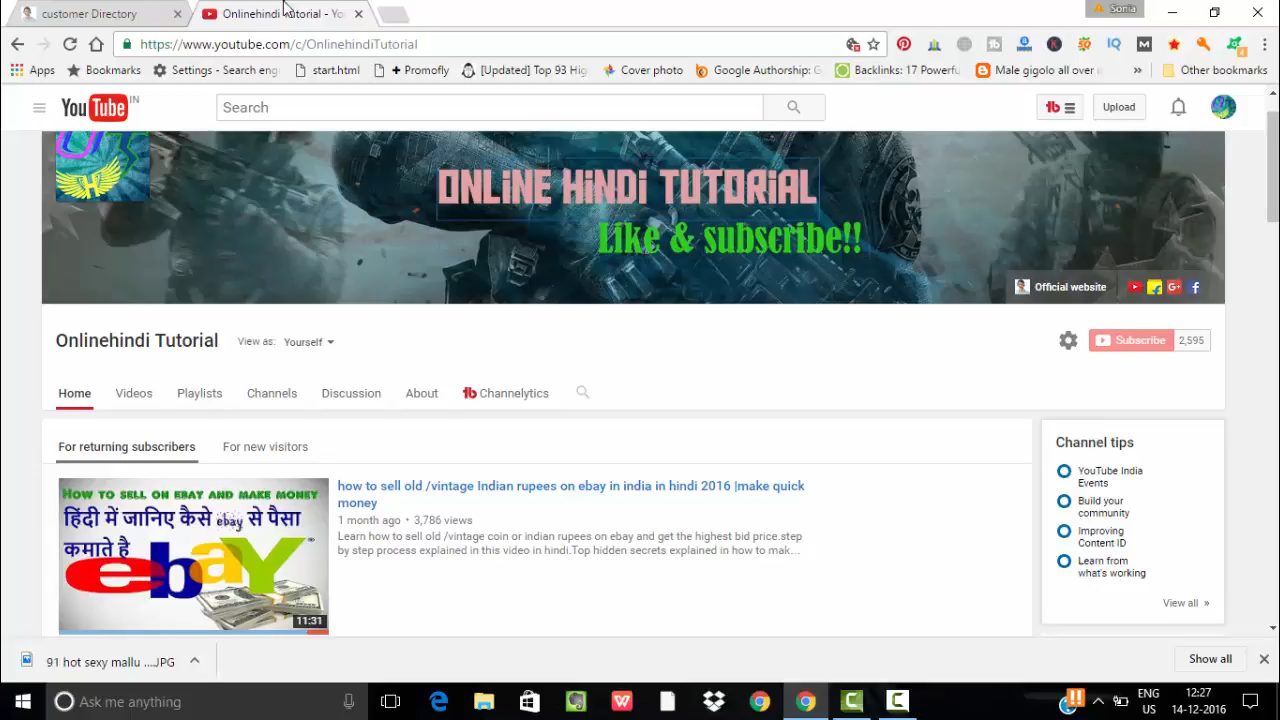 customer Directory
Onlinehindi Tutorial - Yo
Sonia
https://www.youtube.com/c/OnlinehindiTutorial
Apps
Bookmarks
Settings - Search eng
start.html
+ Promofly
[Updated] Top 93 Hig
Cover photo
Google Authorship: G
Backlinks: 17 Powerfu
Male gigolo all over i
»
Other bookmarks
YouTube IN
Search
Upload
ONLiNE HiNDi TUTORiAL
Like & subscribe!!
Official website
Onlinehindi Tutorial
View as: Yourself
Subscribe 2,595
Home Videos Playlists Channels Discussion About Channelytics
For returning subscribers For new visitors
HOW TO SELL ON EBAY AND MAKE MONEY
हिंदी में जानिए कैसे ebay से पैसा
कमाते है
ebay
11:31
how to sell old /vintage Indian rupees on ebay in india in hindi 2016 |make quick
money
1 month ago • 3,786 views
Learn how to sell old /vintage coin or indian rupees on ebay and get the highest bid price.step
by step process explained in this video in hindi.Top hidden secrets explained in how to mak...
Channel tips
YouTube India
Events
Build your
community
Improving
Content ID
Learn from
what's working
View all »
91 hot sexy mallu ....JPG
Show all
Ask me anything
ENG
US
12:27
14-12-2016